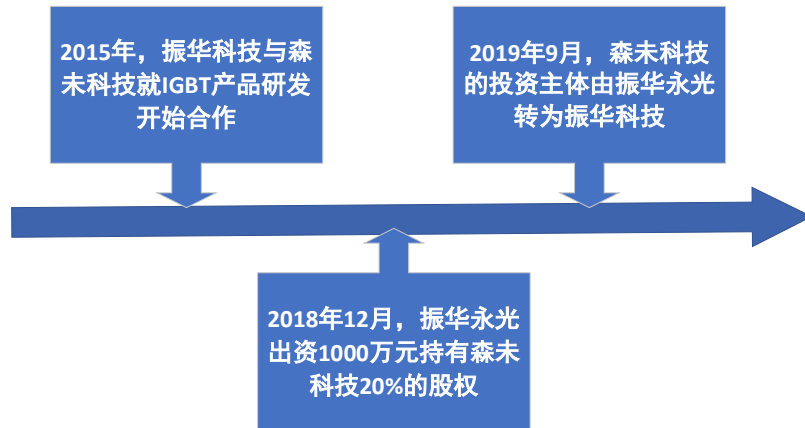 2015年，振华科技与森
未科技就IGBT产品研发
开始合作
2018年12月，振华永光
出资1000万元持有森未
科技20%的股权
2019年9月，森未科技
的投资主体由振华永光
转为振华科技